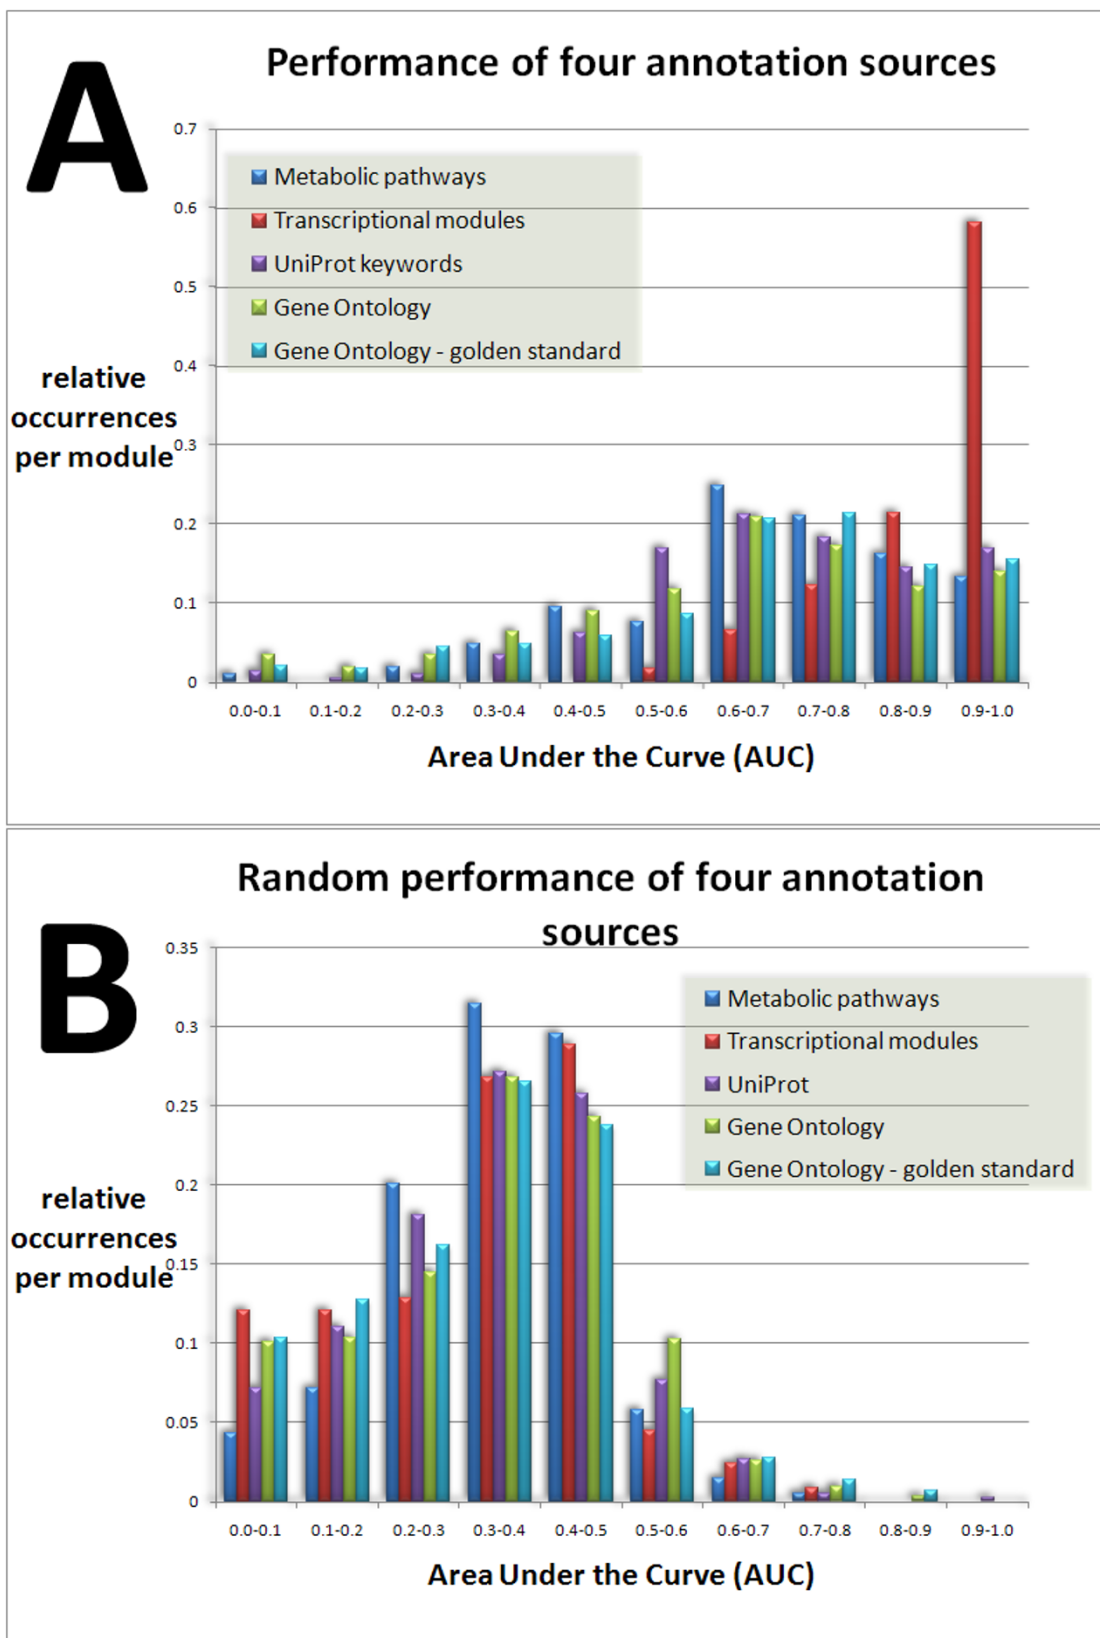 A
Performance of four annotation sources
0.7
0.6
0.5
0.4
0.3
0.2
0.1
0
Metabolic pathways
Transcriptional modules
UniProt keywords
Gene Ontology
Gene Ontology - golden standard
relative
occurrences
per module
0.0-0.1 0.1-0.2 0.2-0.3 0.3-0.4 0.4-0.5 0.5-0.6 0.6-0.7 0.7-0.8 0.8-0.9 0.9-1.0
Area Under the Curve (AUC)
B
Random performance of four annotation
sources
0.35
0.3
0.25
0.2
0.15
0.1
0.05
0
Metabolic pathways
Transcriptional modules
UniProt
Gene Ontology
Gene Ontology - golden standard
relative
occurrences
per module
0.0-0.1 0.1-0.2 0.2-0.3 0.3-0.4 0.4-0.5 0.5-0.6 0.6-0.7 0.7-0.8 0.8-0.9 0.9-1.0
Area Under the Curve (AUC)